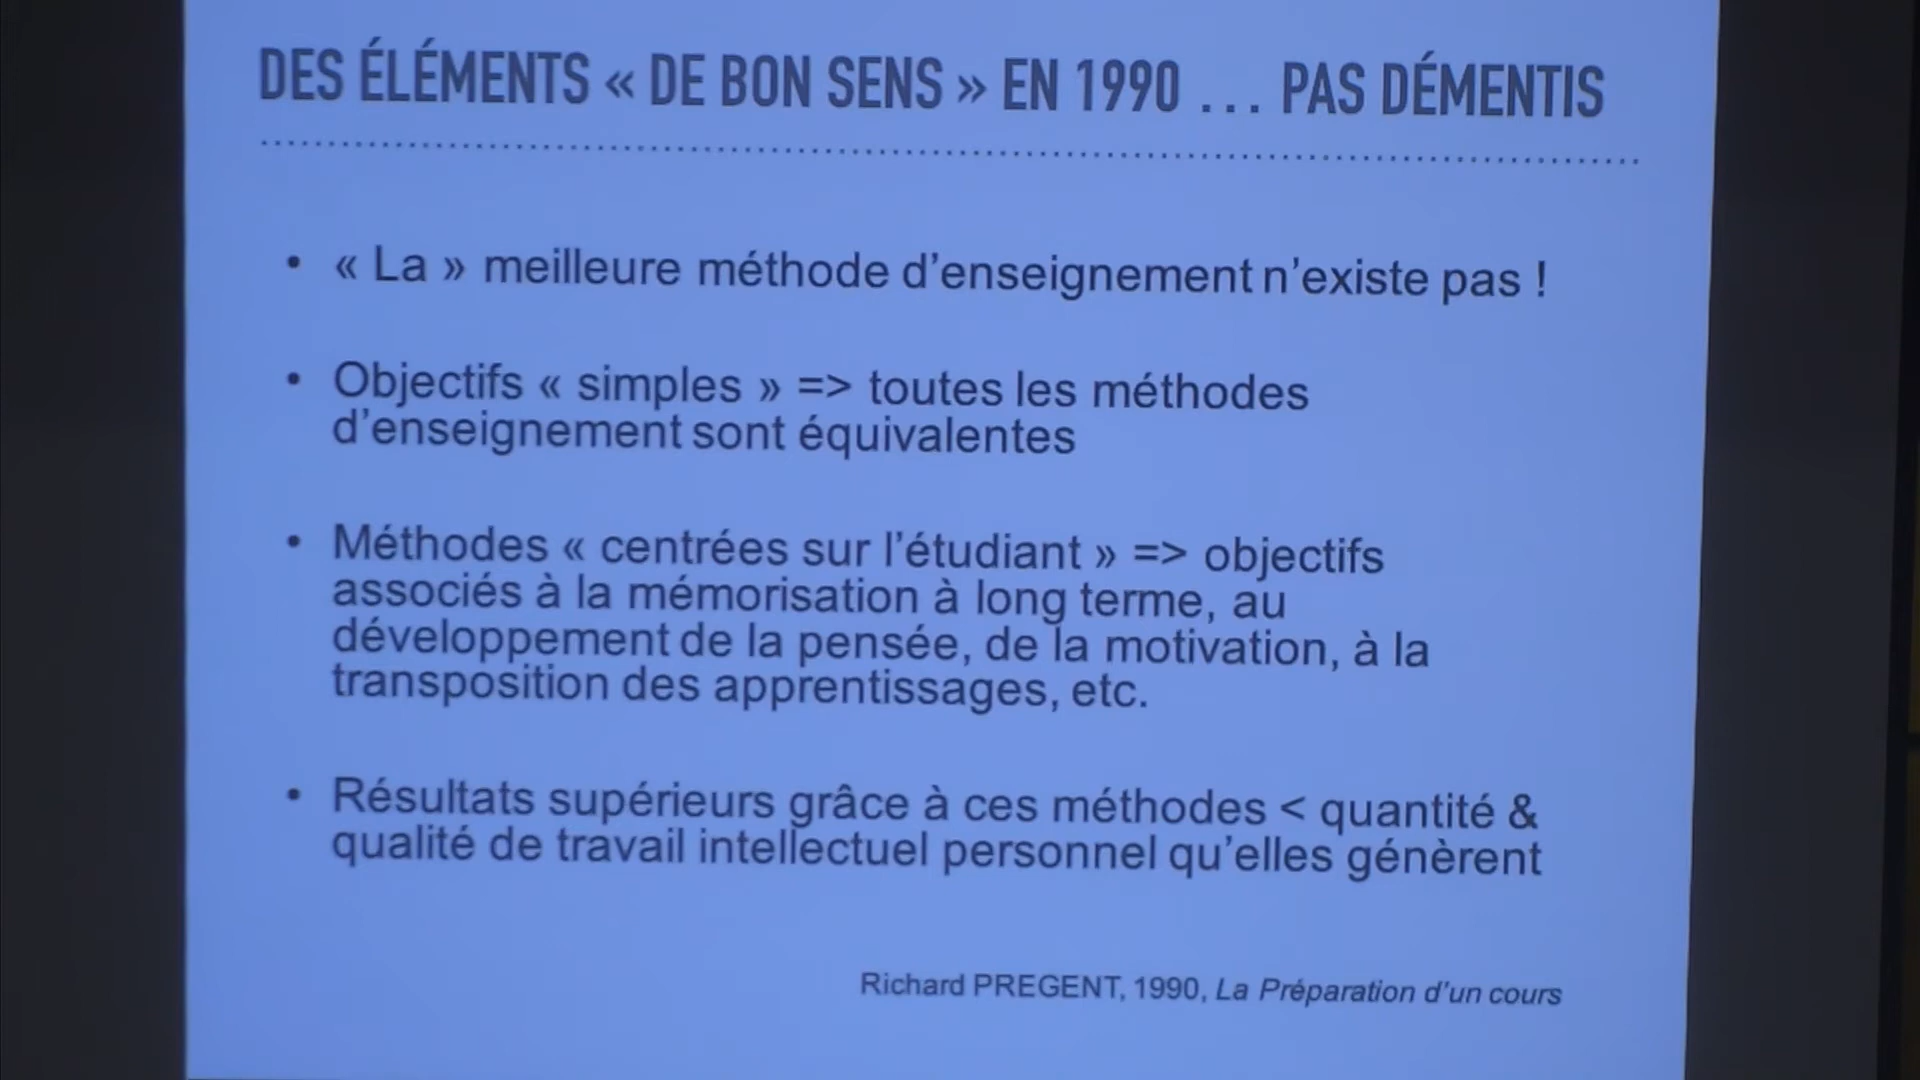 DES ÉLÉMENTS « DE BON SENS » EN 1990 ... PAS DÉMENTIS
• « La » meilleure méthode d'enseignement n'existe pas !
• Objectifs « simples » => toutes les méthodes
d'enseignement sont équivalentes
• Méthodes « centrées sur l'étudiant » => objectifs
associés à la mémorisation à long terme, au
développement de la pensée, de la motivation, à la
transposition des apprentissages, etc.
• Résultats supérieurs grâce à ces méthodes < quantité &
qualité de travail intellectuel personnel qu'elles génèrent
Richard PREGENT, 1990, La Préparation d'un cours